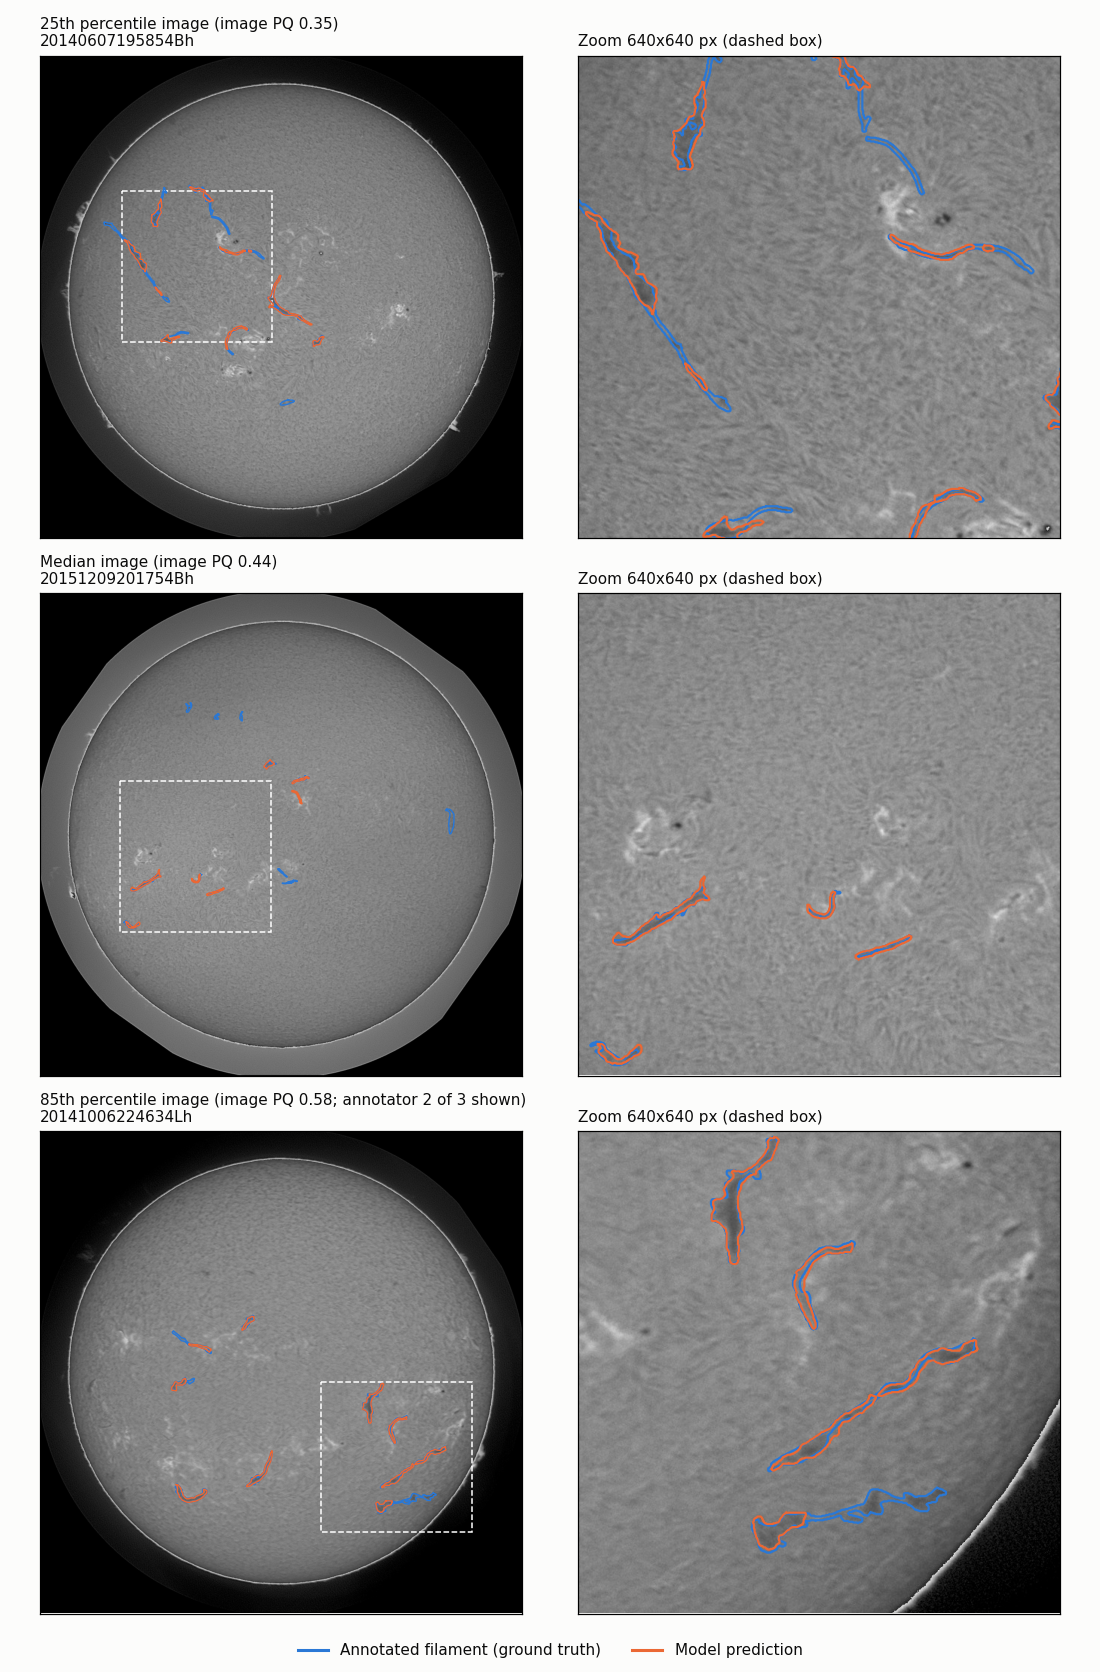 25th percentile image (image PQ 0.35)
20140607195854Bh
Zoom 640x640 px (dashed box)
Median image (image PQ 0.44)
20151209201754Bh
Zoom 640x640 px (dashed box)
85th percentile image (image PQ 0.58; annotator 2 of 3 shown)
20141006224634Lh
Zoom 640x640 px (dashed box)
Annotated filament (ground truth)
Model prediction